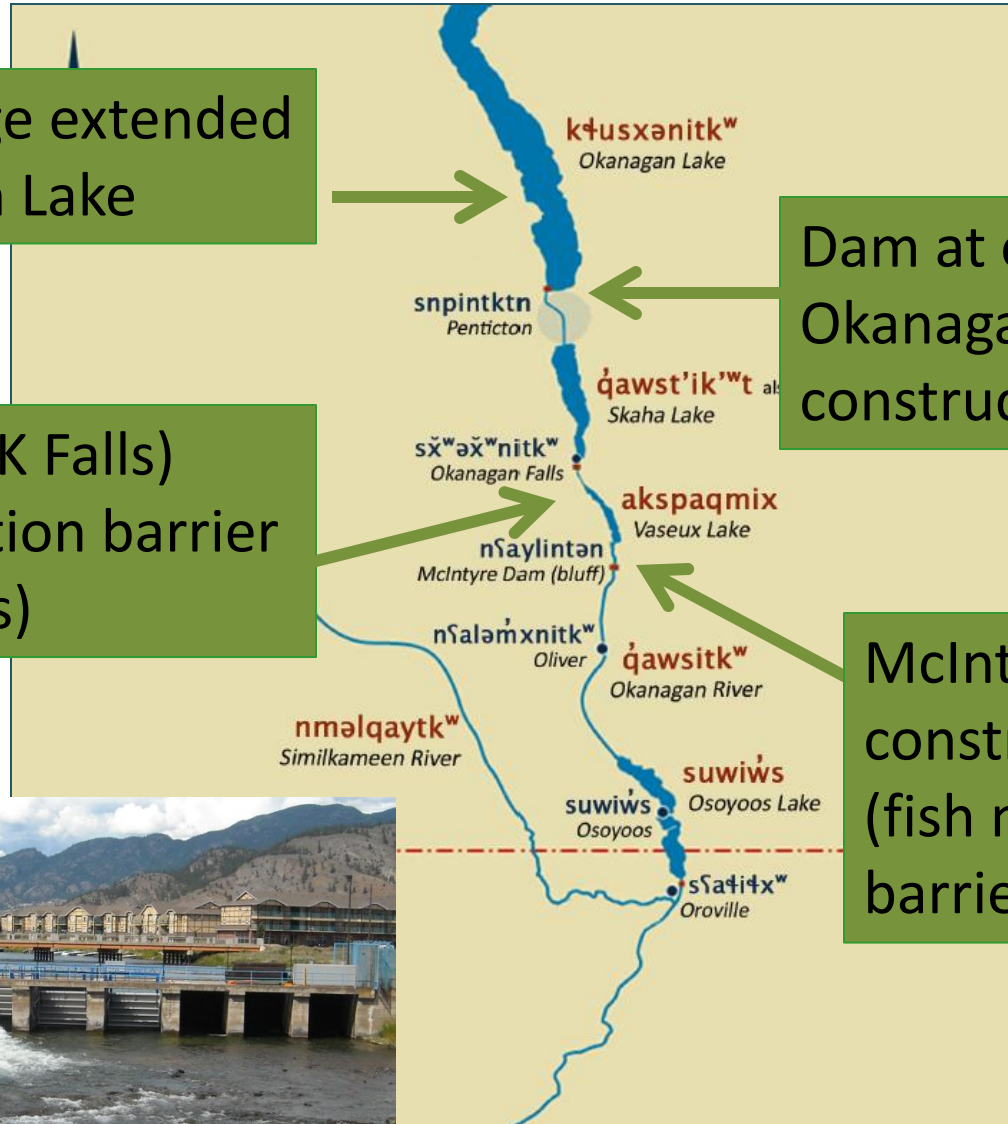 ge extended
Lake
kɬusxənitkʷ
Okanagan Lake
Dam at
Okanaga
construc
snpintktn
Penticton
q̓awst'ik'ʷt
Skaha Lake
K Falls)
tion barrier
s)
sx̌ʷəx̌ʷnitkʷ
Okanagan Falls
akspaqmix
Vaseux Lake
nʕaylintən
McIntyre Dam (bluff)
nʕaləm̓xnitkʷ
Oliver
q̓awsitkʷ
Okanagan River
McInt
constr
(fish
barrie
nməlqaytkʷ
Similkameen River
suwiw̓s
Osoyoos Lake
suwiw̓s
Osoyoos
sʕaɬiɬxʷ
Oroville